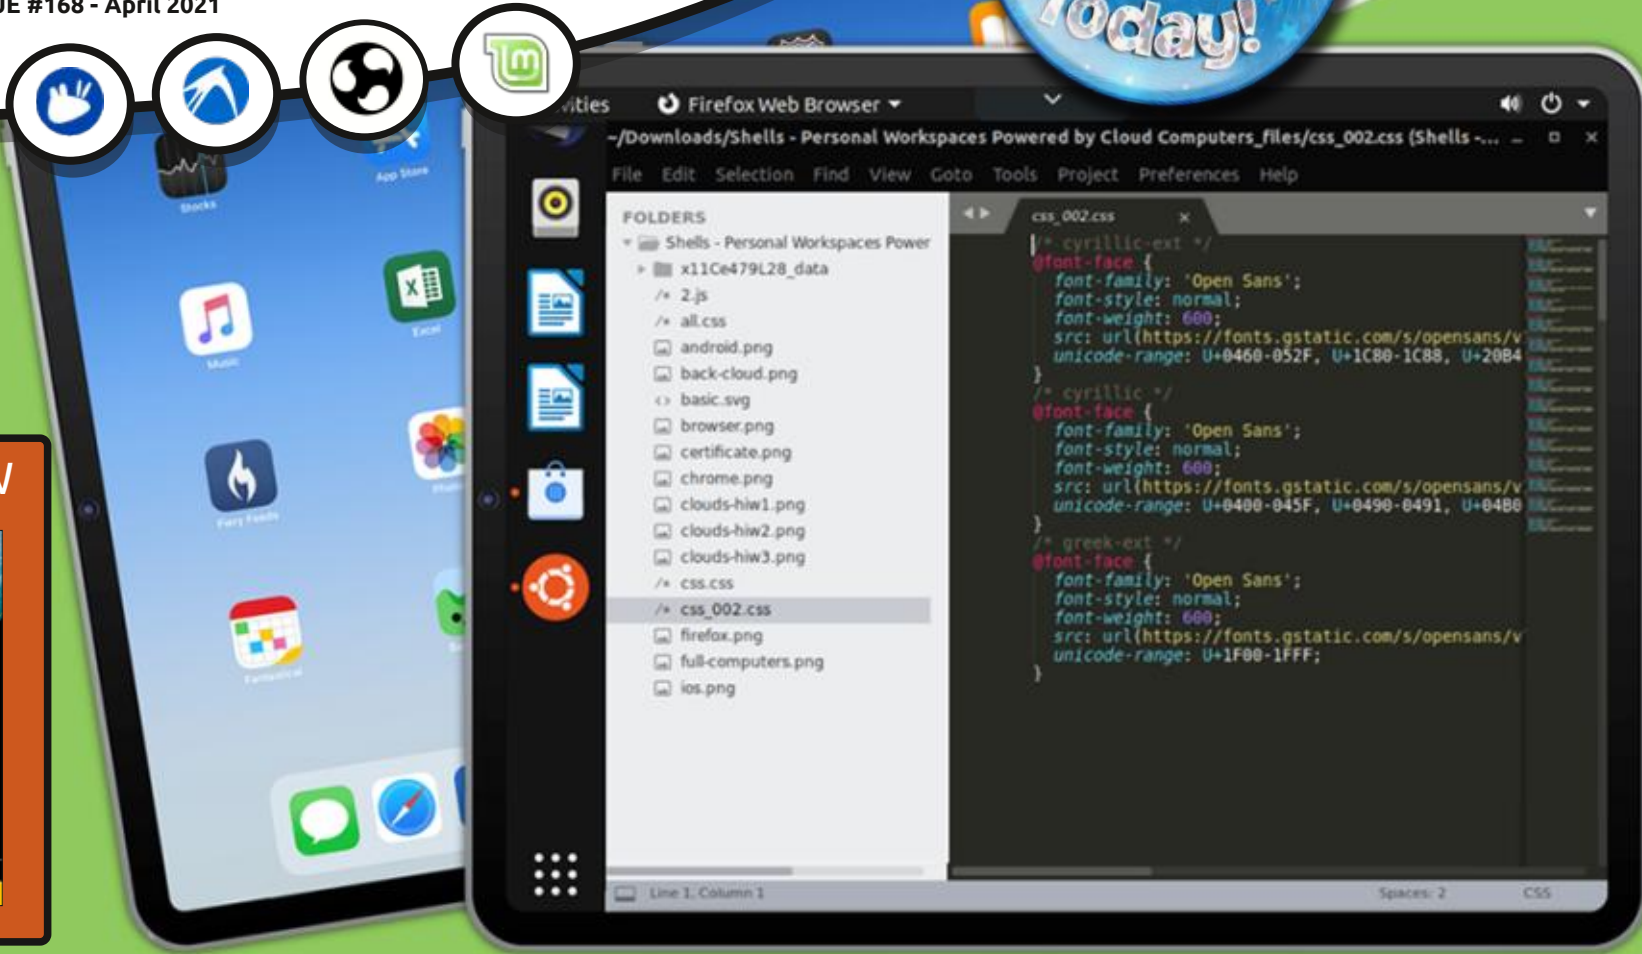 UE #168 - April 2021
Today!
Stocks
App Store
Music
Excel
Fiery Feeds
Fantastical
ities
Firefox Web Browser
~/Downloads/Shells - Personal Workspaces Powered by Cloud Computers_files/css_002.css (Shells -...
File Edit Selection Find View Goto Tools Project Preferences Help
FOLDERS
Shells - Personal Workspaces Power
x11Ce479L28_data
/* 2.js
/* all.css
android.png
back-cloud.png
<> basic.svg
browser.png
certificate.png
chrome.png
clouds-hiw1.png
clouds-hiw2.png
clouds-hiw3.png
/* css.css
/* css_002.css
firefox.png
full-computers.png
ios.png
css_002.css
/* cyrillic-ext */
@font-face {
font-family: 'Open Sans';
font-style: normal;
font-weight: 600;
src: url(https://fonts.gstatic.com/s/opensans/v
unicode-range: U+0460-052F, U+1C80-1C88, U+20B4
}
/* cyrillic */
@font-face {
font-family: 'Open Sans';
font-style: normal;
font-weight: 600;
src: url(https://fonts.gstatic.com/s/opensans/v
unicode-range: U+0400-045F, U+0490-0491, U+04B0
}
/* greek-ext */
@font-face {
font-family: 'Open Sans';
font-style: normal;
font-weight: 600;
src: url(https://fonts.gstatic.com/s/opensans/v
unicode-range: U+1F00-1FFF;
}
Line 1, Column 1
Spaces: 2
CSS